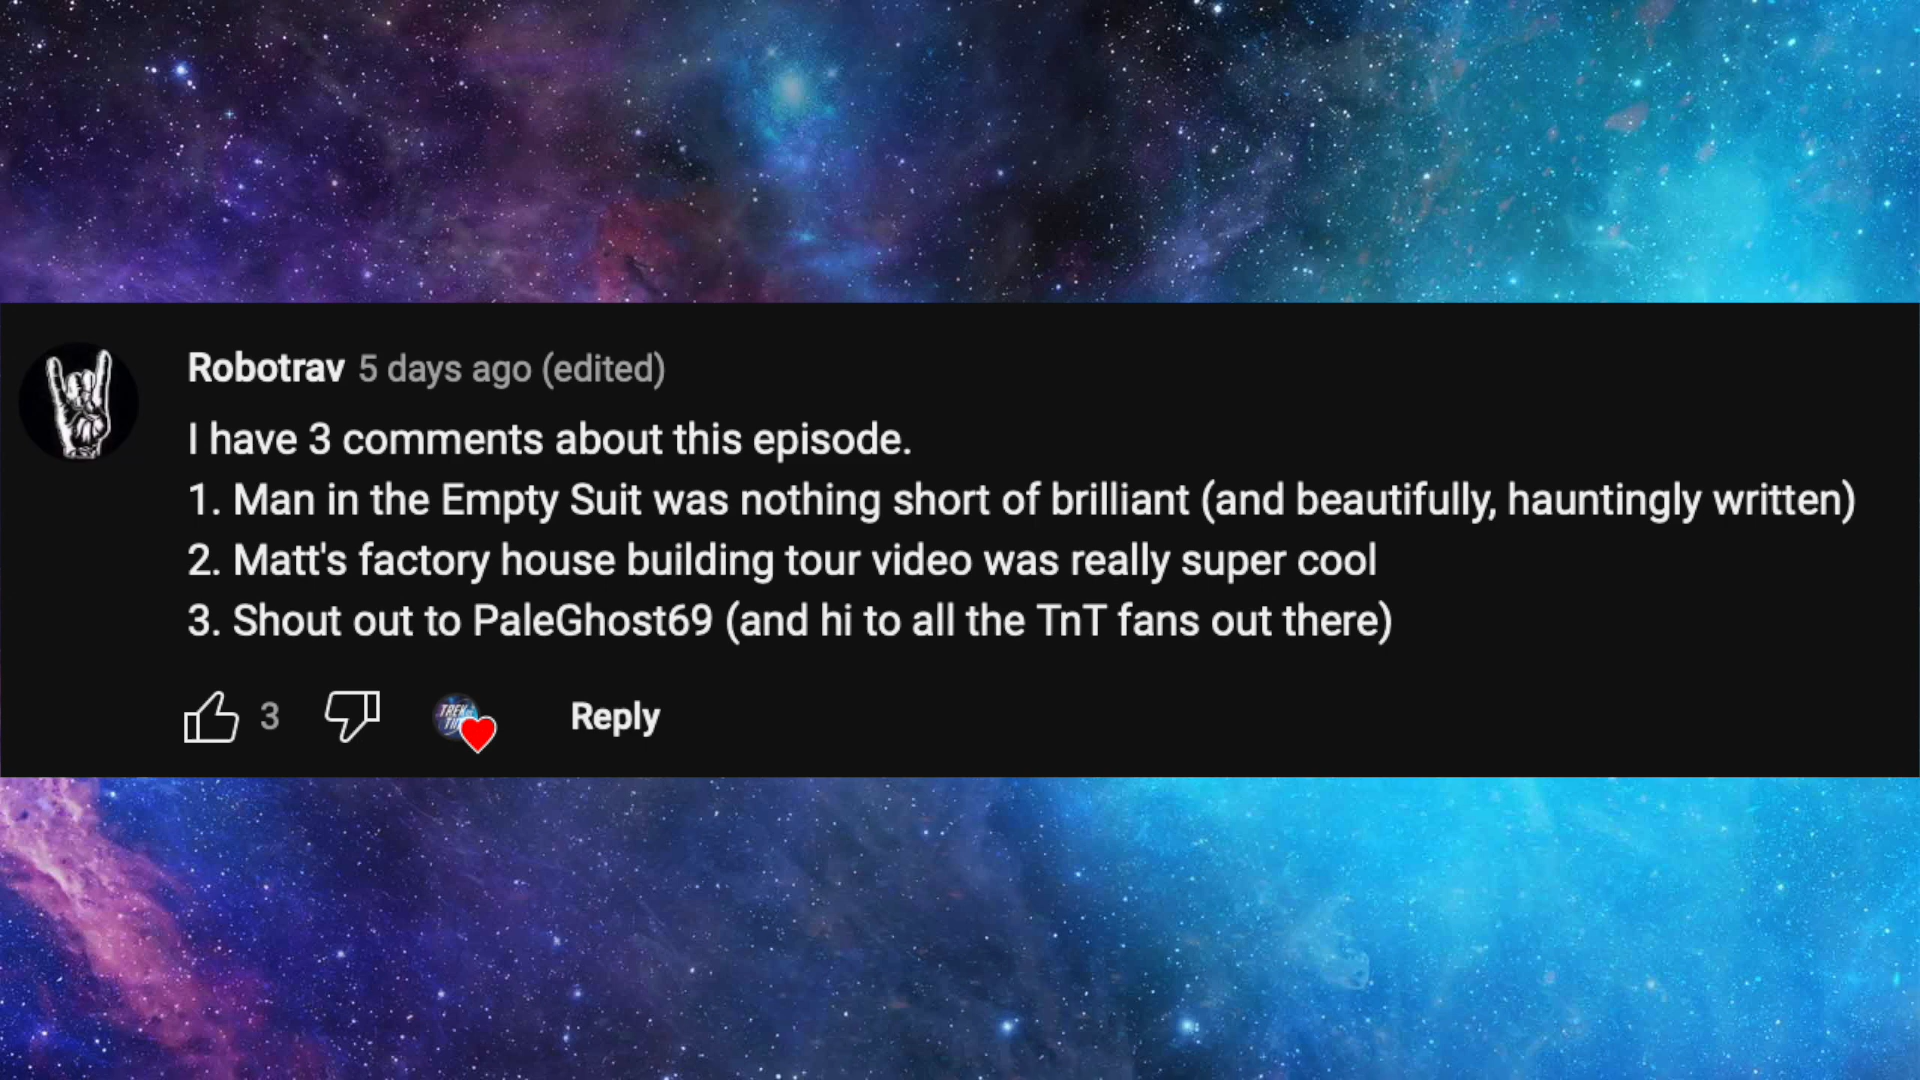 Robotrav 5 days ago (edited)
I have 3 comments about this episode.
1. Man in the Empty Suit was nothing short of brilliant (and beautifully, hauntingly written)
2. Matt's factory house building tour video was really super cool
3. Shout out to PaleGhost69 (and hi to all the TnT fans out there)
3 Reply
TREK